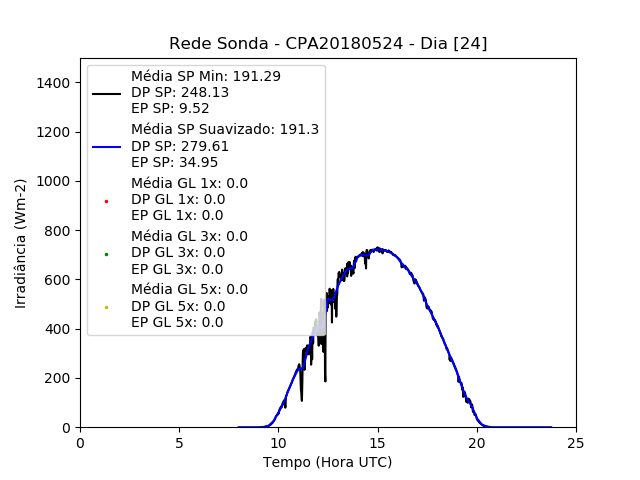 Rede Sonda - CPA20180524 - Dia [24]
1400
1200
1000
800
600
400
200
0
Irradiância (Wm-2)
Média SP Min: 191.29
DP SP: 248.13
EP SP: 9.52
Média SP Suavizado: 191.3
DP SP: 279.61
EP SP: 34.95
Média GL 1x: 0.0
DP GL 1x: 0.0
EP GL 1x: 0.0
Média GL 3x: 0.0
DP GL 3x: 0.0
EP GL 3x: 0.0
Média GL 5x: 0.0
DP GL 5x: 0.0
EP GL 5x: 0.0
0 5 10 15 20 25
Tempo (Hora UTC)